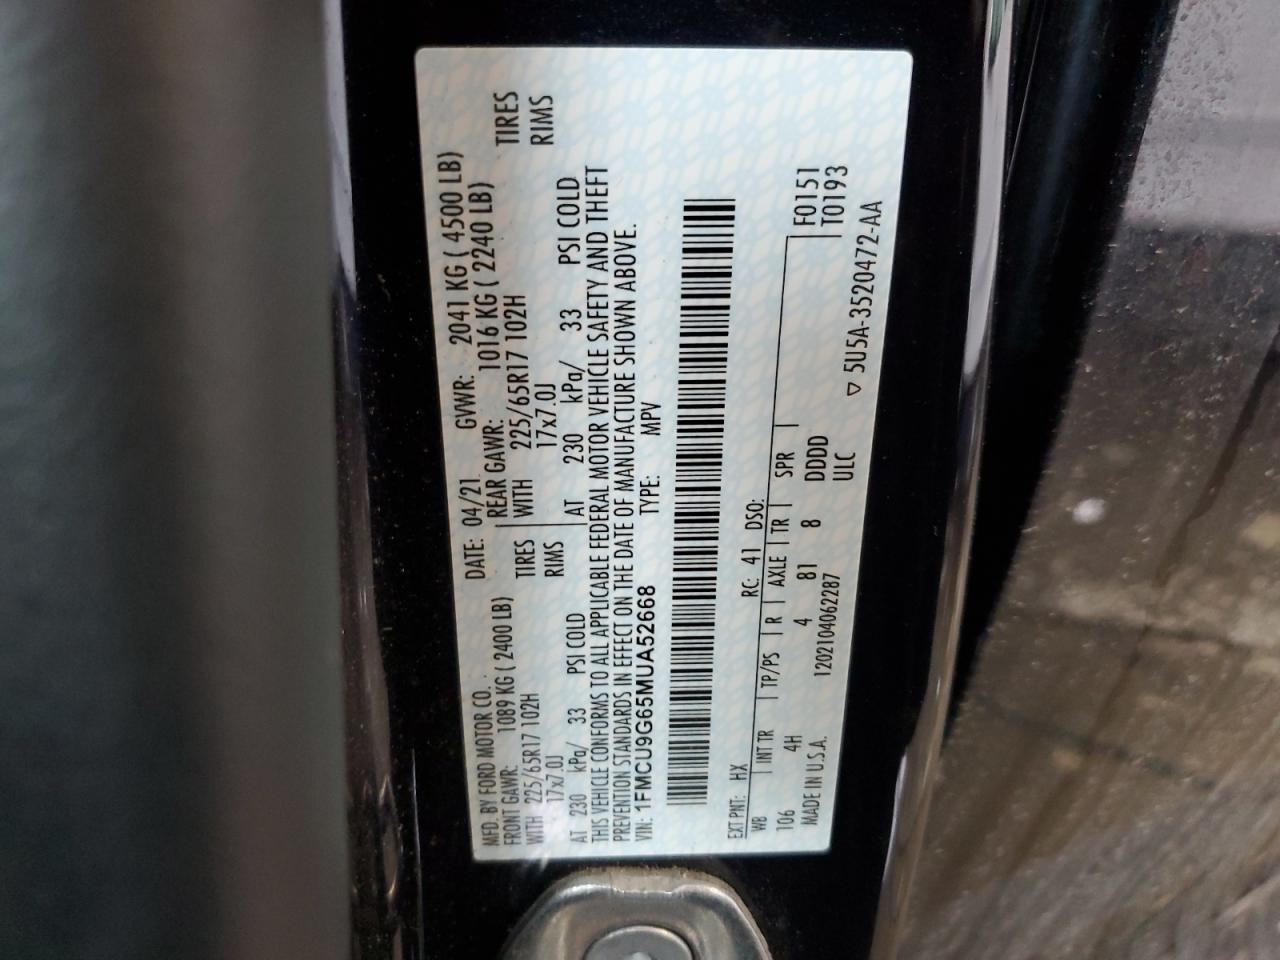 MFD. BY FORD MOTOR CO.
DATE: 04/21 GVWR: 2041 KG ( 4500 LB)
FRONT GAWR: 1089 KG ( 2400 LB) REAR GAWR: 1016 KG ( 2240 LB)
WITH 225/65R17 102H TIRES WITH 225/65R17 102H TIRES
17x7.0J RIMS 17x7.0J RIMS
AT 230 kPa/ 33 PSI COLD AT 230 kPa/ 33 PSI COLD
THIS VEHICLE CONFORMS TO ALL APPLICABLE FEDERAL MOTOR VEHICLE SAFETY AND THEFT
PREVENTION STANDARDS IN EFFECT ON THE DATE OF MANUFACTURE SHOWN ABOVE.
VIN: 1FMCU9G65MUA52668 TYPE: MPV
EXT PNT: HX RC: 41 DSO:
WB | INT TR | TP/PS | R | AXLE | TR | SPR | F0151
106 4H 4 81 8 DDDD T0193
MADE IN U.S.A. 1202104062287 ULC
▽ 5U5A-3520472-AA